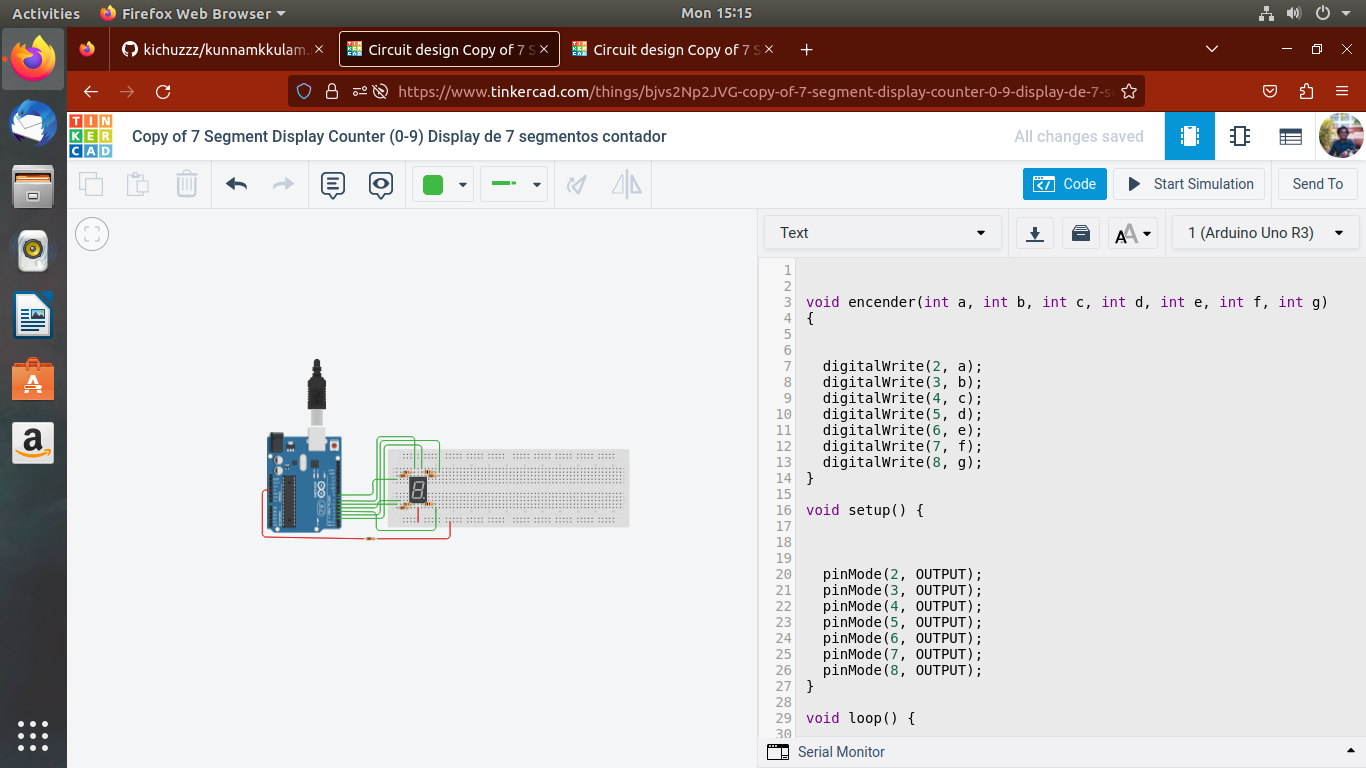 Activities
Firefox Web Browser
Mon 15:15
kichuzzz/kunnamkkulam.
Circuit design Copy of 7 S
Circuit design Copy of 7 S
https://www.tinkercad.com/things/bjvs2Np2JVG-copy-of-7-segment-display-counter-0-9-display-de-7-s
TIN
KER
CAD
Copy of 7 Segment Display Counter (0-9) Display de 7 segmentos contador
All changes saved
Code
Start Simulation
Send To
Text
AA
1 (Arduino Uno R3)
1
2
3 void encender(int a, int b, int c, int d, int e, int f, int g)
4 {
5
6
7 digitalWrite(2, a);
8 digitalWrite(3, b);
9 digitalWrite(4, c);
10 digitalWrite(5, d);
11 digitalWrite(6, e);
12 digitalWrite(7, f);
13 digitalWrite(8, g);
14 }
15
16 void setup() {
17
18
19
20 pinMode(2, OUTPUT);
21 pinMode(3, OUTPUT);
22 pinMode(4, OUTPUT);
23 pinMode(5, OUTPUT);
24 pinMode(6, OUTPUT);
25 pinMode(7, OUTPUT);
26 pinMode(8, OUTPUT);
27 }
28
29 void loop() {
30
Serial Monitor